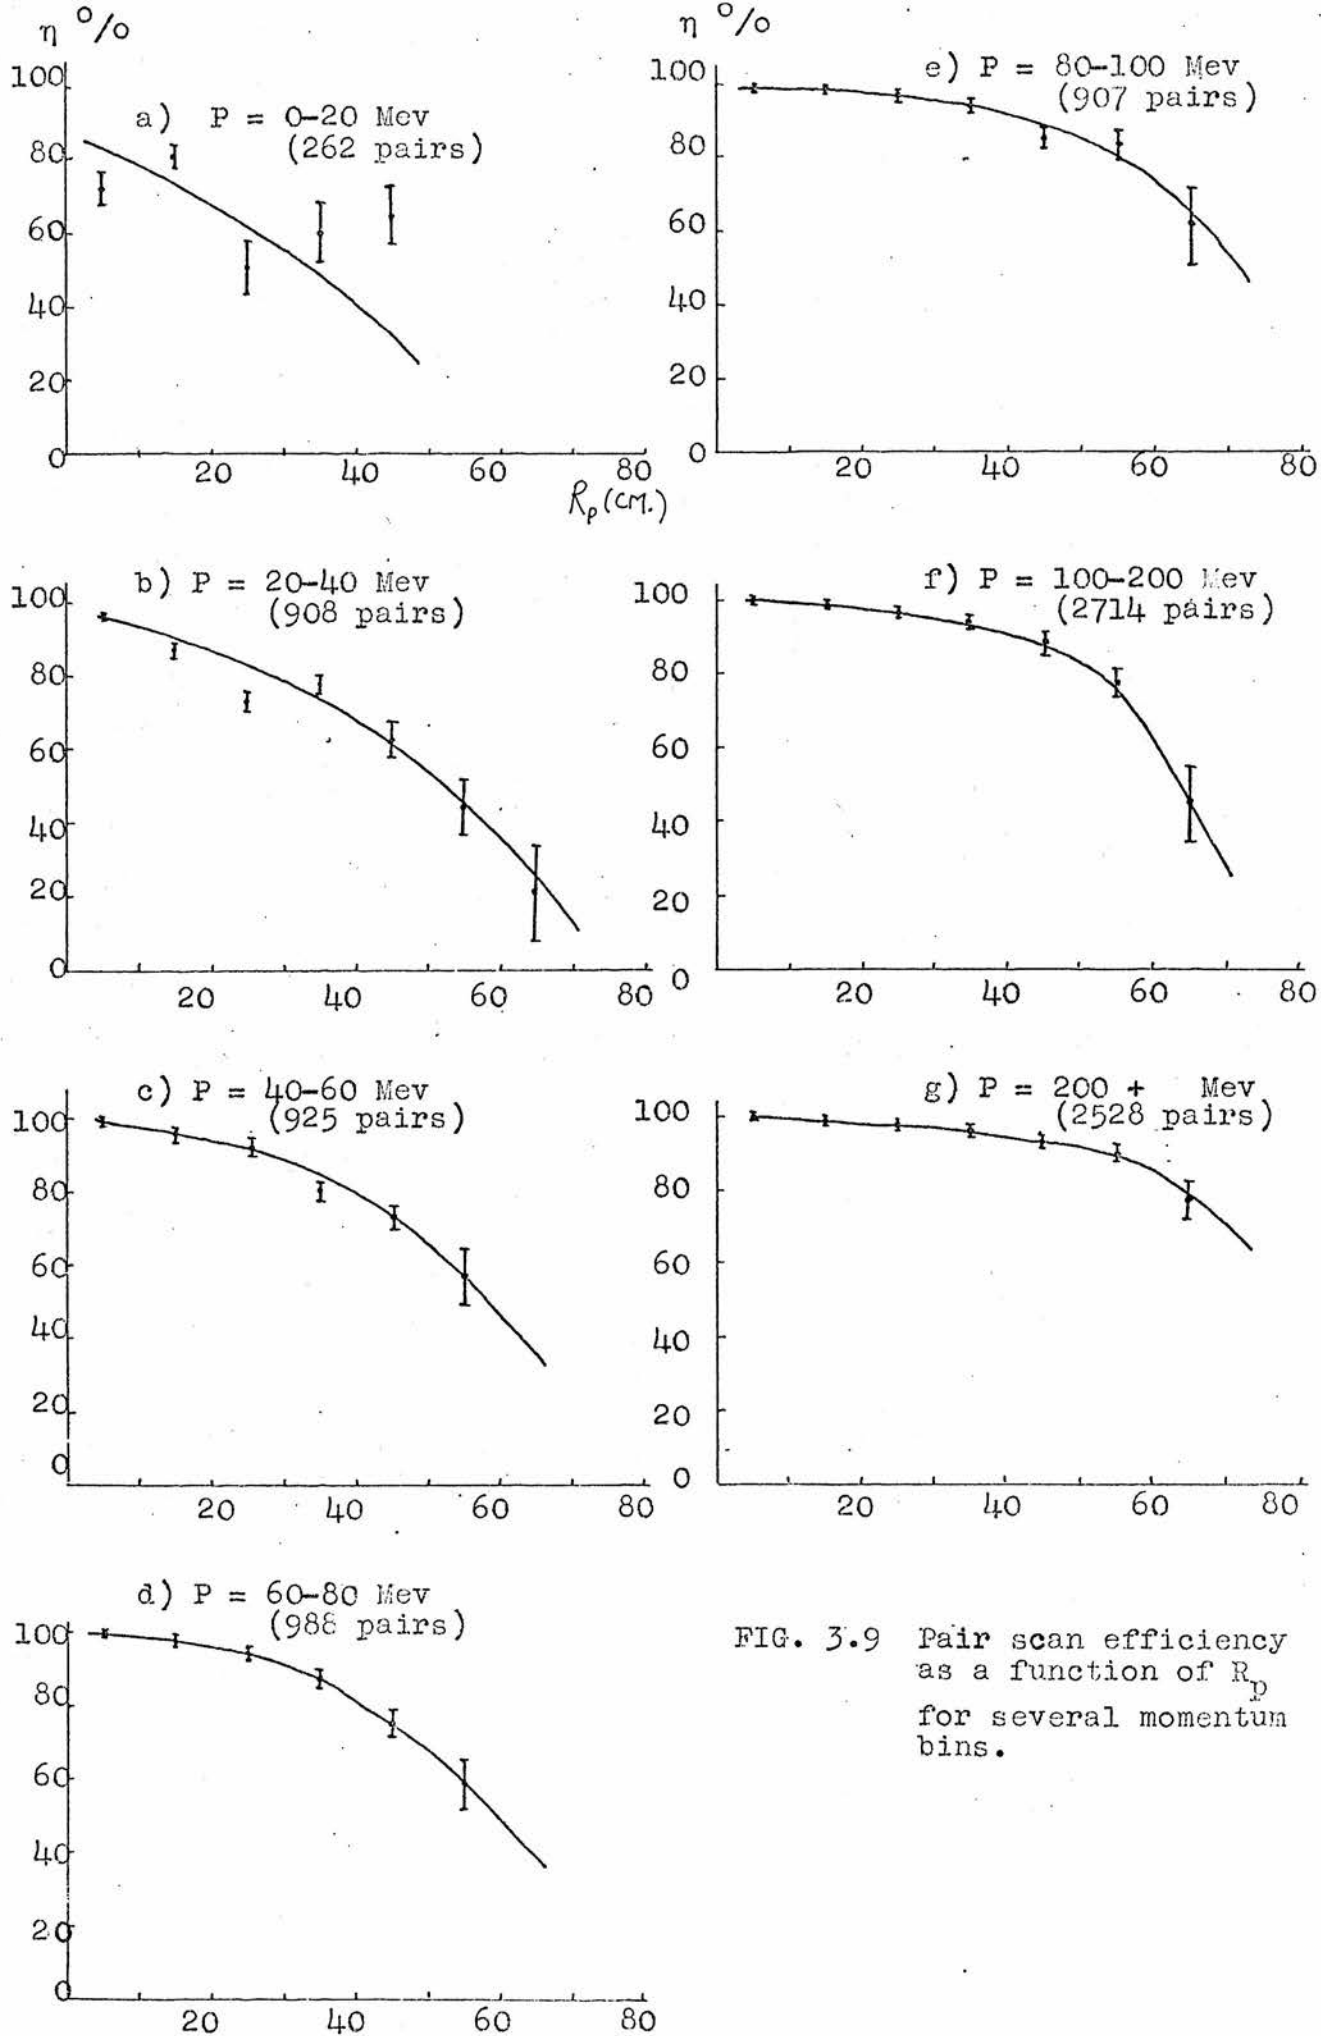 η %
100
80
60
40
20
0
a) P = 0-20 Mev
(262 pairs)
20 40 60 80
Rp (CM.)
b) P = 20-40 Mev
(908 pairs)
100
80
60
40
20
0
20 40 60 80
c) P = 40-60 Mev
(925 pairs)
100
80
60
40
20
0
20 40 60 80
d) P = 60-80 Mev
(988 pairs)
100
80
60
40
20
0
20 40 60 80
η %
e) P = 80-100 Mev
(907 pairs)
100
80
60
40
20
0
20 40 60 80
f) P = 100-200 Mev
(2714 pairs)
100
80
60
40
20
0
20 40 60 80
g) P = 200 + Mev
(2528 pairs)
100
80
60
40
20
0
20 40 60 80
FIG. 3.9 Pair scan efficiency
as a function of Rp
for several momentum
bins.